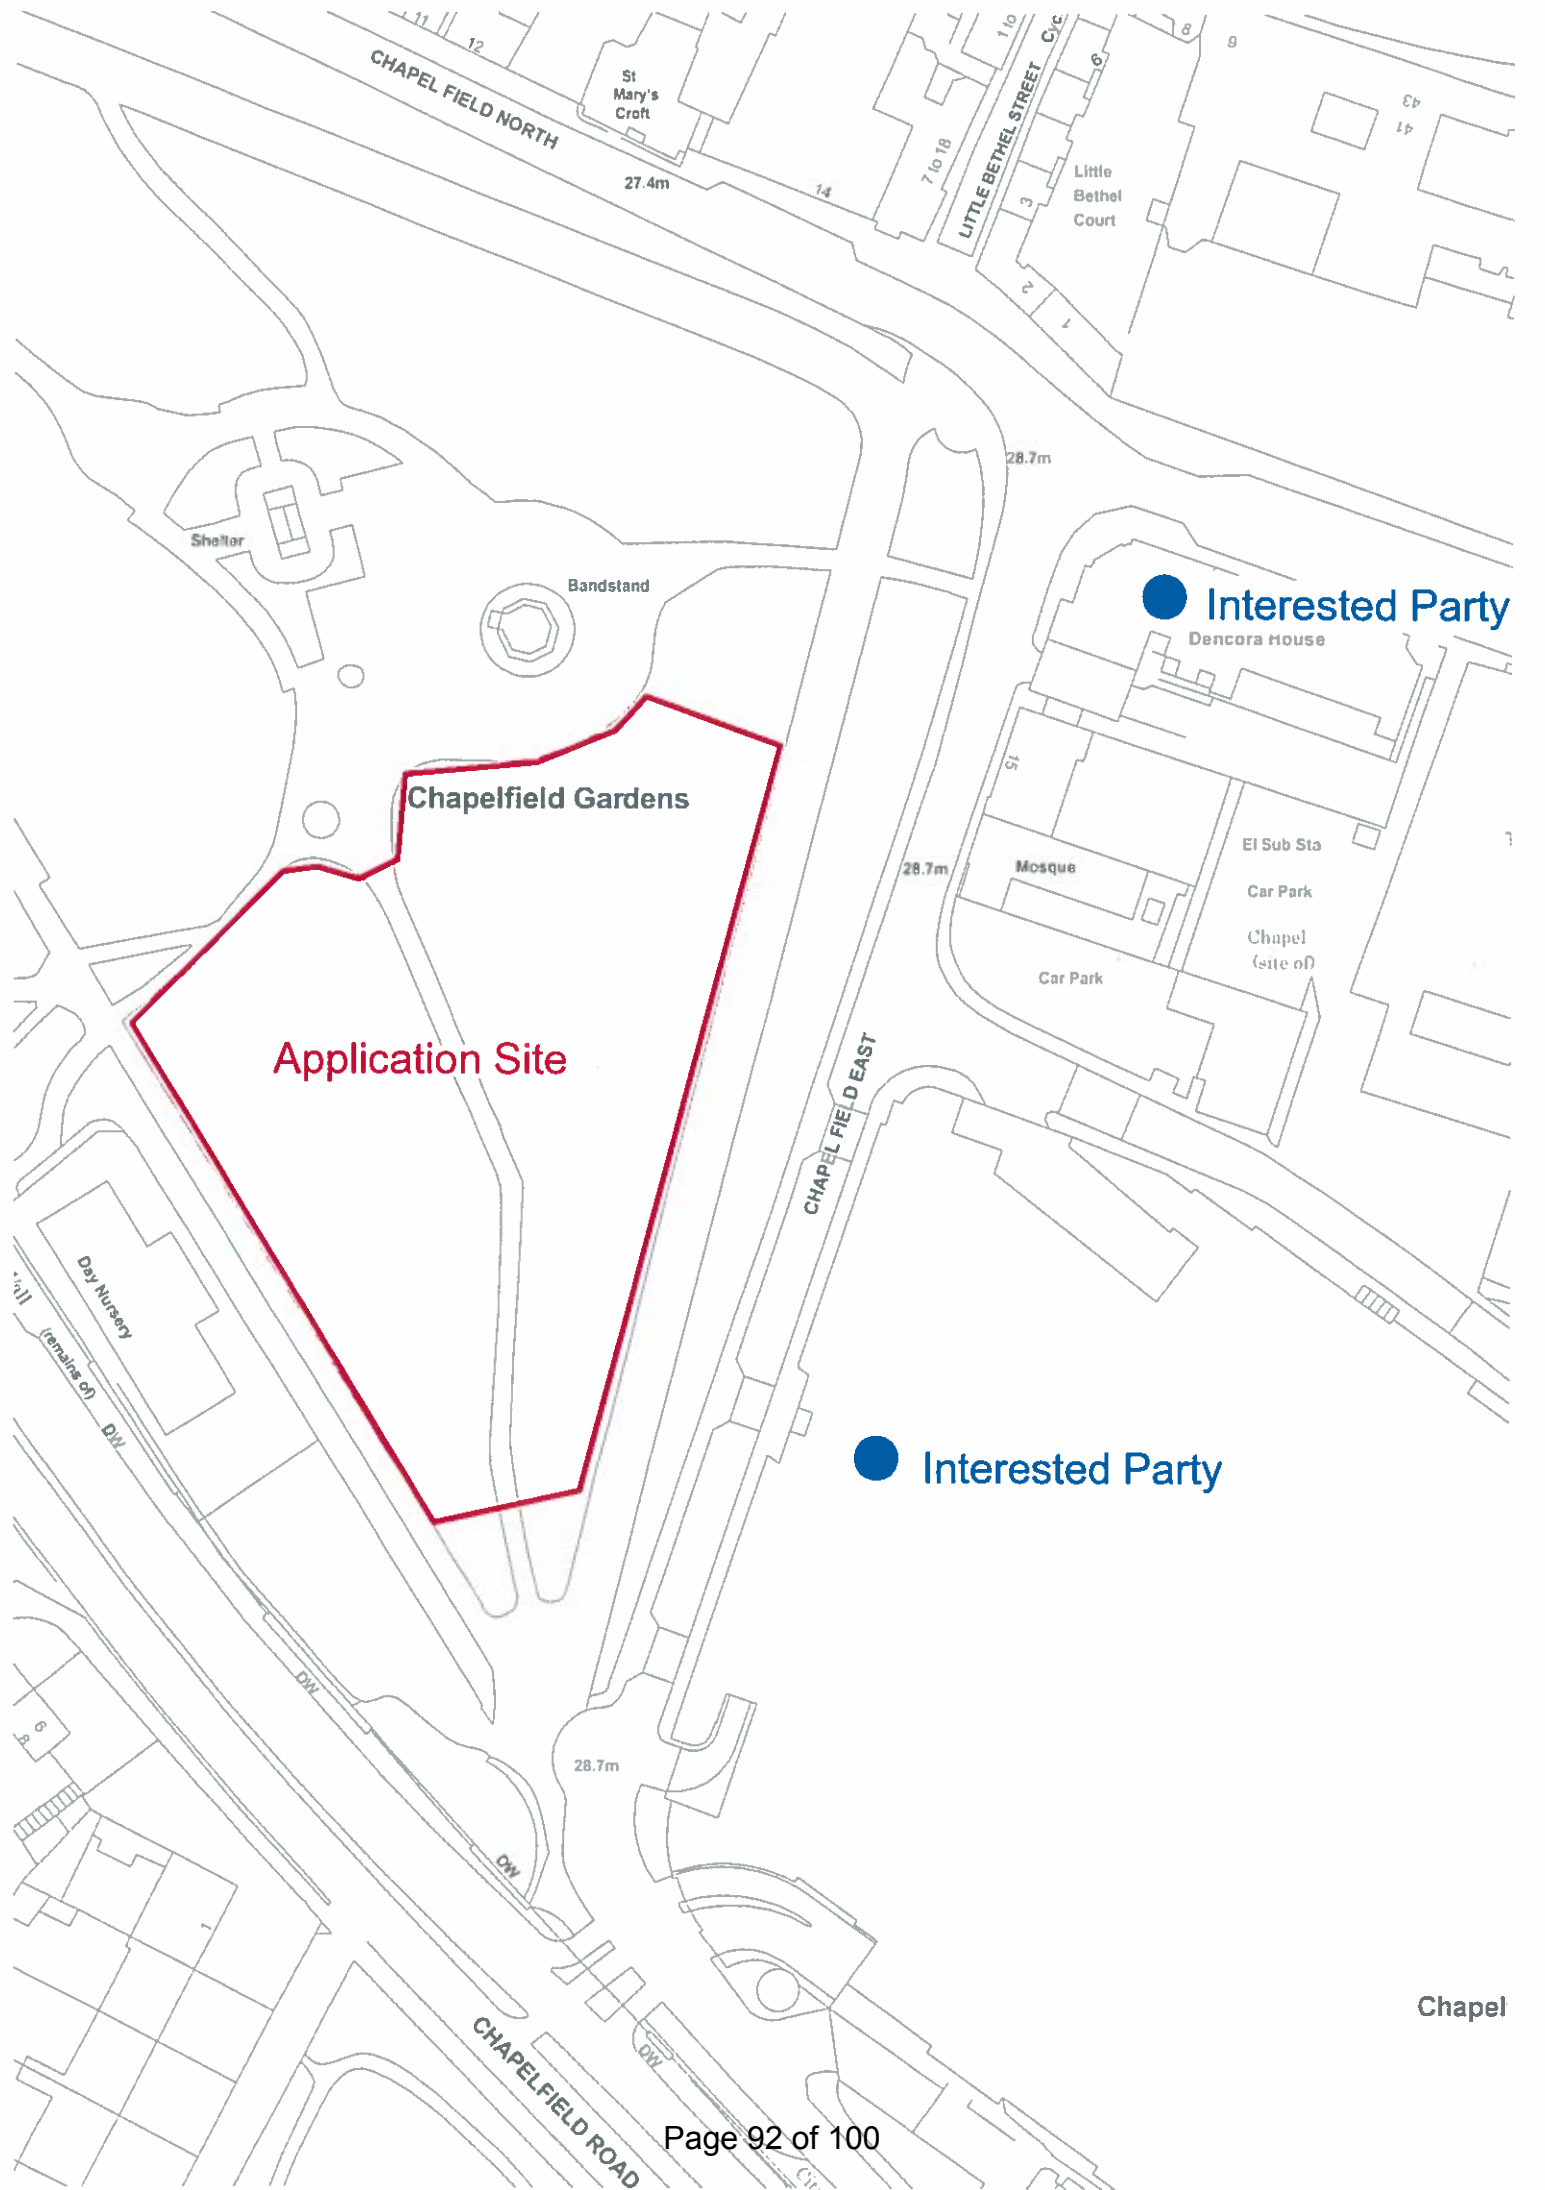 11
12
CHAPEL FIELD NORTH
St
Mary's
Croft
27.4m
14
7 to 18
1 to
LITTLE BETHEL STREET
Cyc
6
8
9
43
41
Little
Bethel
Court
3
2
1
28.7m
Shelter
Bandstand
Interested Party
Dencora House
15
Chapelfield Gardens
El Sub Sta
28.7m
Mosque
Car Park
Chapel
(site of)
Car Park
Application Site
CHAPEL FIELD EAST
Day Nursery
(remains of)
DW
Interested Party
DW
6
8
28.7m
DW
1
Chapel
CHAPELFIELD ROAD
DW
Page 92 of 100